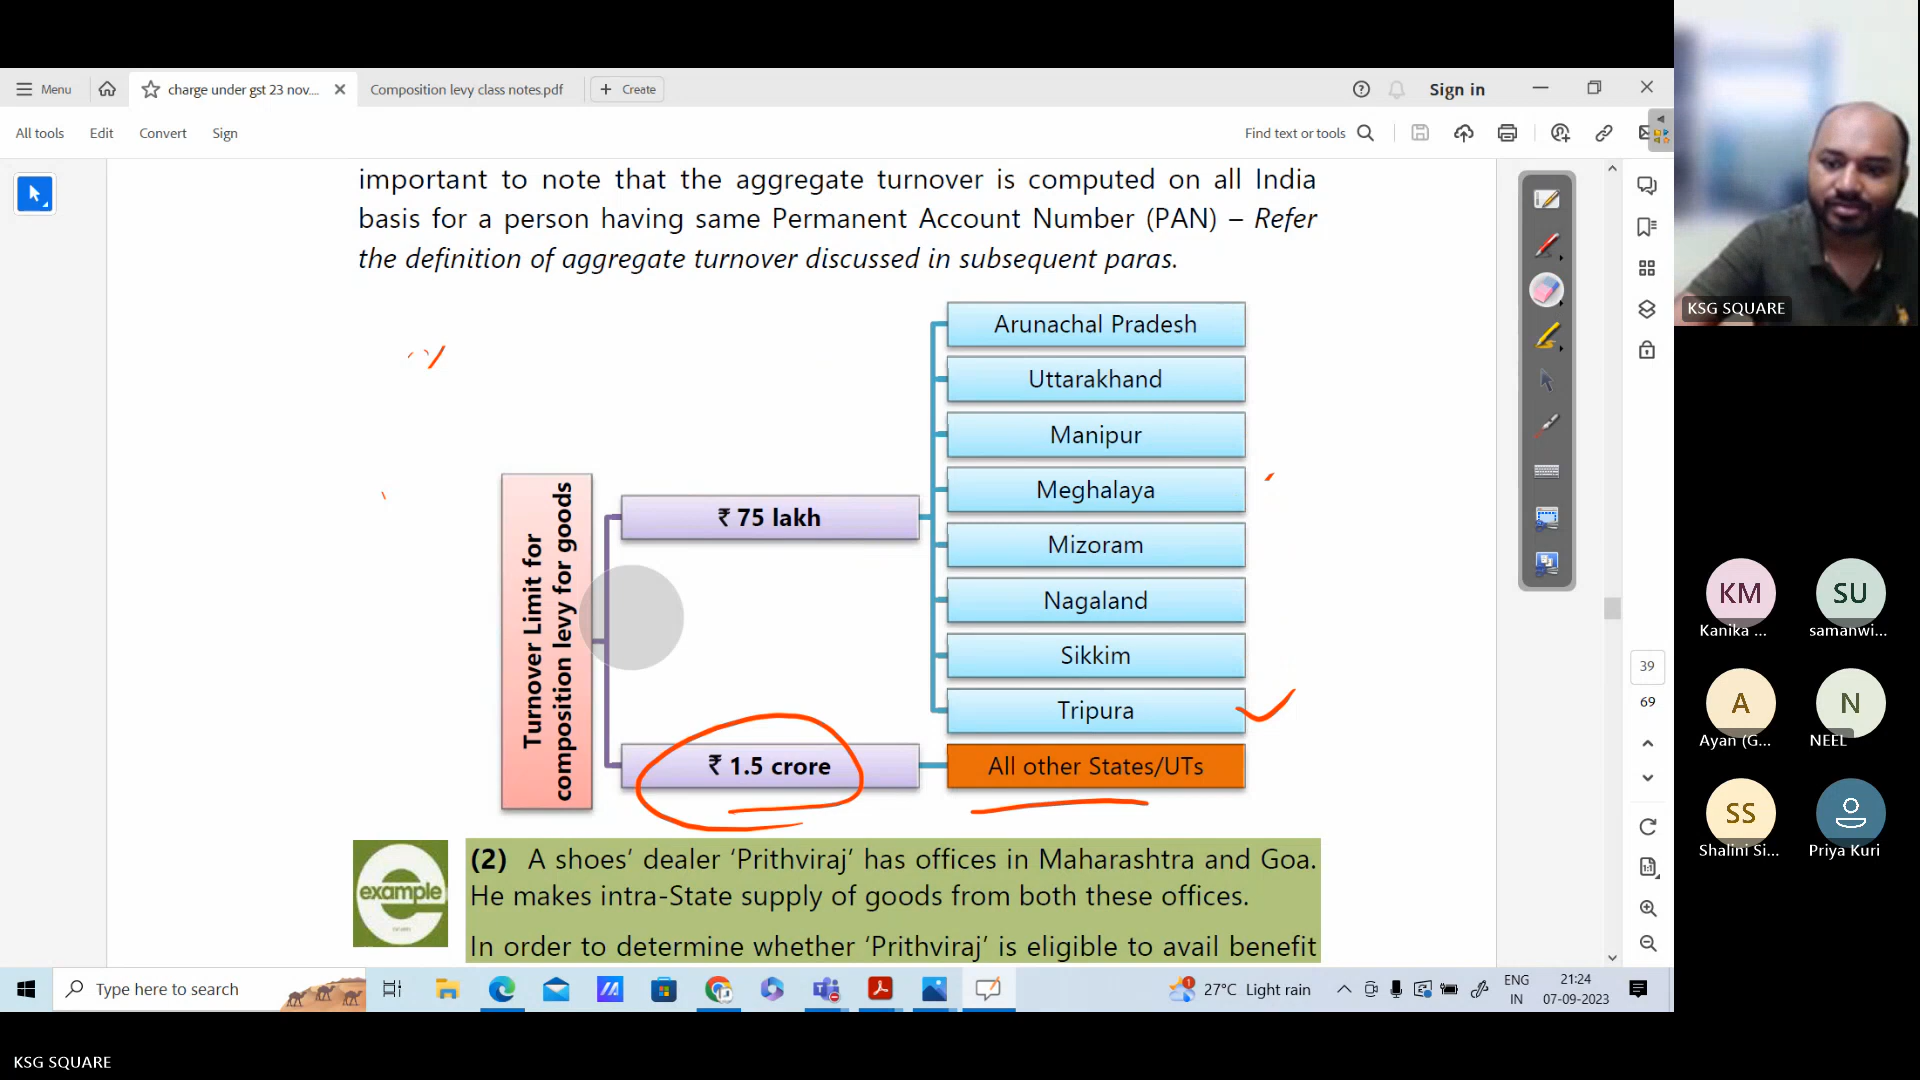 Menu
charge under gst 23 nov....
Composition levy class notes.pdf
Create
Sign in
All tools
Edit
Convert
Sign
Find text or tools
important to note that the aggregate turnover is computed on all India
basis for a person having same Permanent Account Number (PAN) – Refer
the definition of aggregate turnover discussed in subsequent paras.
Turnover Limit for
composition levy for goods
₹ 75 lakh
Arunachal Pradesh
Uttarakhand
Manipur
Meghalaya
Mizoram
Nagaland
Sikkim
Tripura
₹ 1.5 crore
All other States/UTs
example
(2) A shoes’ dealer ‘Prithviraj’ has offices in Maharashtra and Goa.
He makes intra-State supply of goods from both these offices.
In order to determine whether ‘Prithviraj’ is eligible to avail benefit
39
69
KSG SQUARE
KM
Kanika ...
SU
samanwi...
A
Ayan (G...
N
NEEL
SS
Shalini Si...
Priya Kuri
Type here to search
27°C Light rain
ENG
IN
21:24
07-09-2023
KSG SQUARE